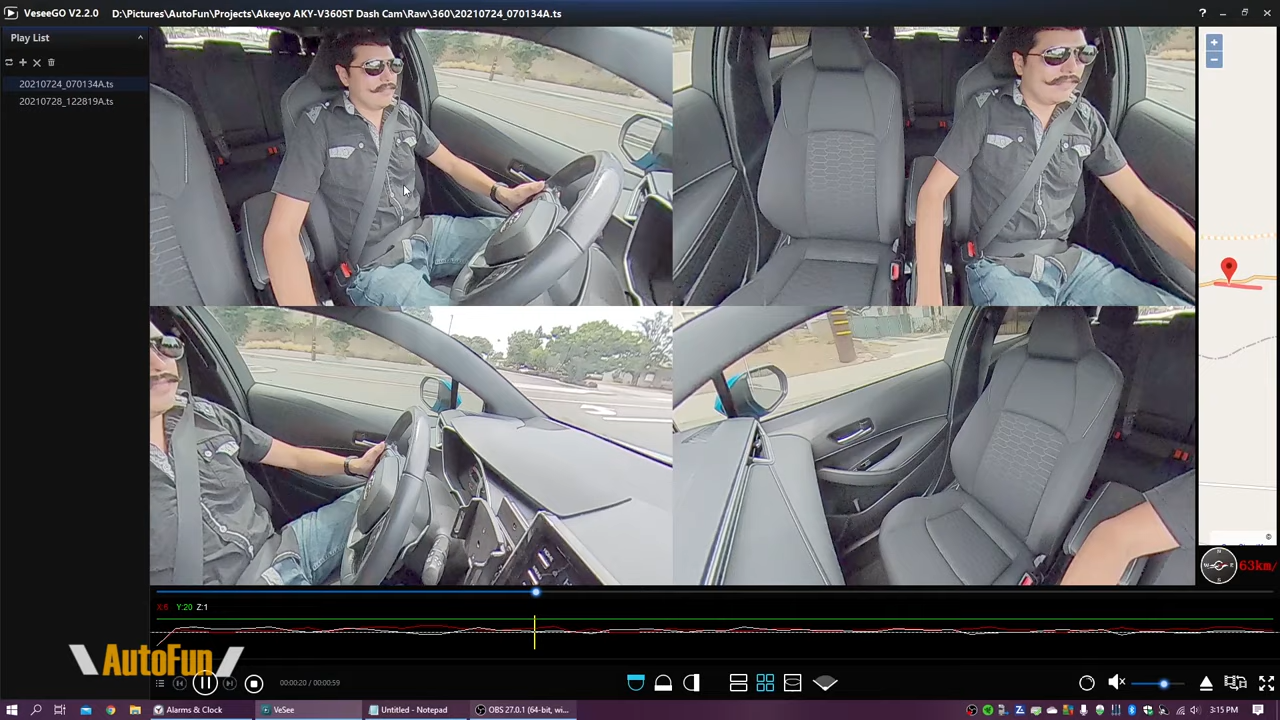 VeseeGO V2.2.0 D:\Pictures\AutoFun\Projects\Akeeyo AKY-V360ST Dash Cam\Raw\360\20210724_070134A.ts
Play List
20210724_070134A.ts
20210728_122819A.ts
63km/
X:6 Y:20 Z:1
AutoFun
00:00:20 / 00:00:59
Alarms & Clock
VeSee
Untitled - Notepad
OBS 27.0.1 (64-bit, wi...
3:15 PM